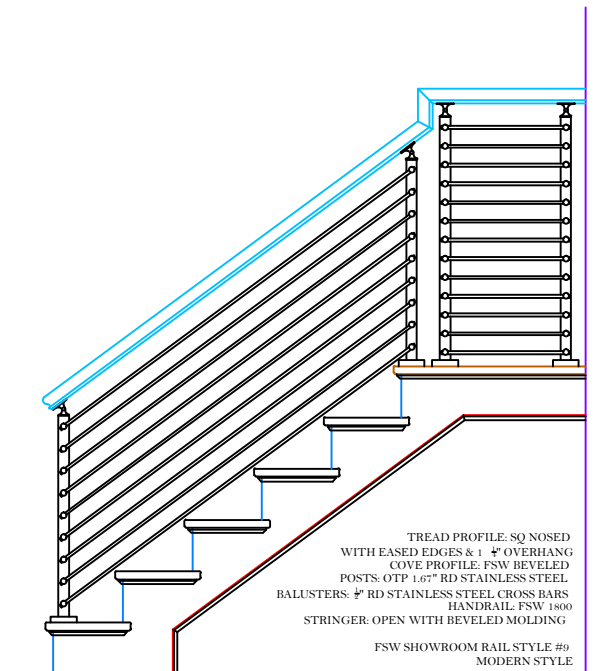 TREAD PROFILE: SQ NOSED
WITH EASED EDGES & 1 ½" OVERHANG
COVE PROFILE: FSW BEVELED
POSTS: OTP 1.67" RD STAINLESS STEEL
BALUSTERS: ½" RD STAINLESS STEEL CROSS BARS
HANDRAIL: FSW 1800
STRINGER: OPEN WITH BEVELED MOLDING
FSW SHOWROOM RAIL STYLE #9
MODERN STYLE